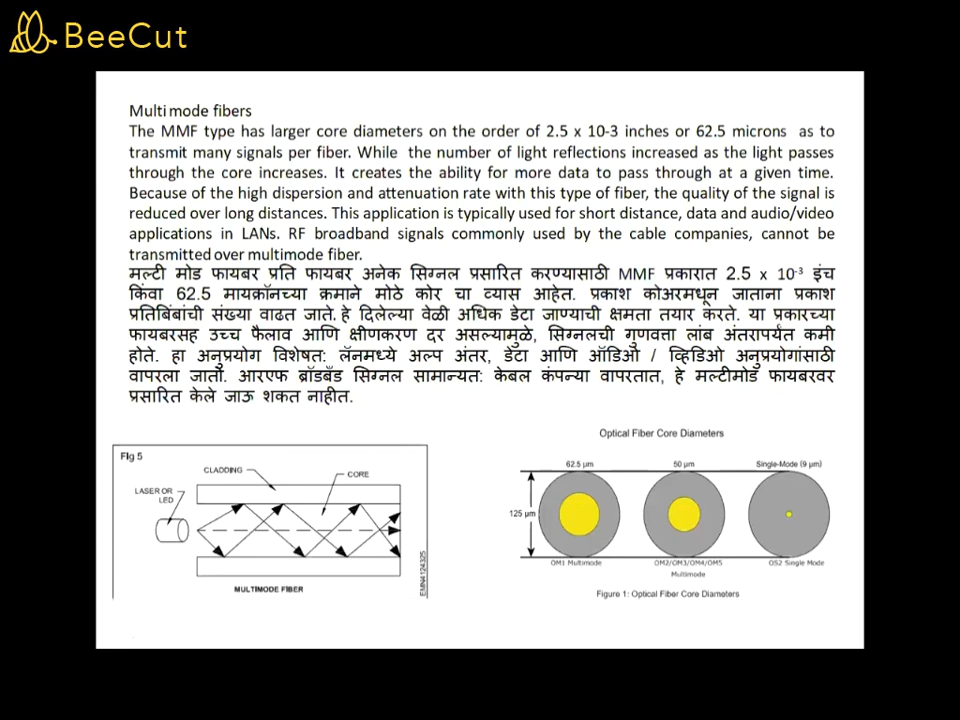 BeeCut
Multi mode fibers
The MMF type has larger core diameters on the order of 2.5 x 10-3 inches or 62.5 microns as to
transmit many signals per fiber. While the number of light reflections increased as the light passes
through the core increases. It creates the ability for more data to pass through at a given time.
Because of the high dispersion and attenuation rate with this type of fiber, the quality of the signal is
reduced over long distances. This application is typically used for short distance, data and audio/video
applications in LANs. RF broadband signals commonly used by the cable companies, cannot be
transmitted over multimode fiber.
मल्टी मोड फायबर प्रति फायबर अनेक सिग्नल प्रसारित करण्यासाठी MMF प्रकारात 2.5 x 10⁻³ इंच
किंवा 62.5 मायक्रॉनच्या क्रमाने मोठे कोर चा व्यास आहेत. प्रकाश कोअरमधून जाताना प्रकाश
प्रतिबिंबांची संख्या वाढत जाते. हे दिलेल्या वेळी अधिक डेटा जाण्याची क्षमता तयार करते. या प्रकारच्या
फायबरसह उच्च फैलाव आणि क्षीणकरण दर असल्यामुळे, सिग्नलची गुणवत्ता लांब अंतरापर्यंत कमी
होते. हा अनुप्रयोग विशेषत: लॅनमध्ये अल्प अंतर, डेटा आणि ऑडिओ / व्हिडिओ अनुप्रयोगांसाठी
वापरला जातो. आरएफ ब्रॉडबँड सिग्नल सामान्यत: केबल कंपन्या वापरतात, हे मल्टीमोड फायबरवर
प्रसारित केले जाऊ शकत नाहीत.
Fig 5
CLADDING
CORE
LASER OR
LED
EMN4124325
MULTIMODE FIBER
Optical Fiber Core Diameters
62.5 µm
50 µm
Single-Mode (9 µm)
125 µm
OM1 Multimode
OM2/OM3/OM4/OM5
Multimode
OS2 Single Mode
Figure 1: Optical Fiber Core Diameters